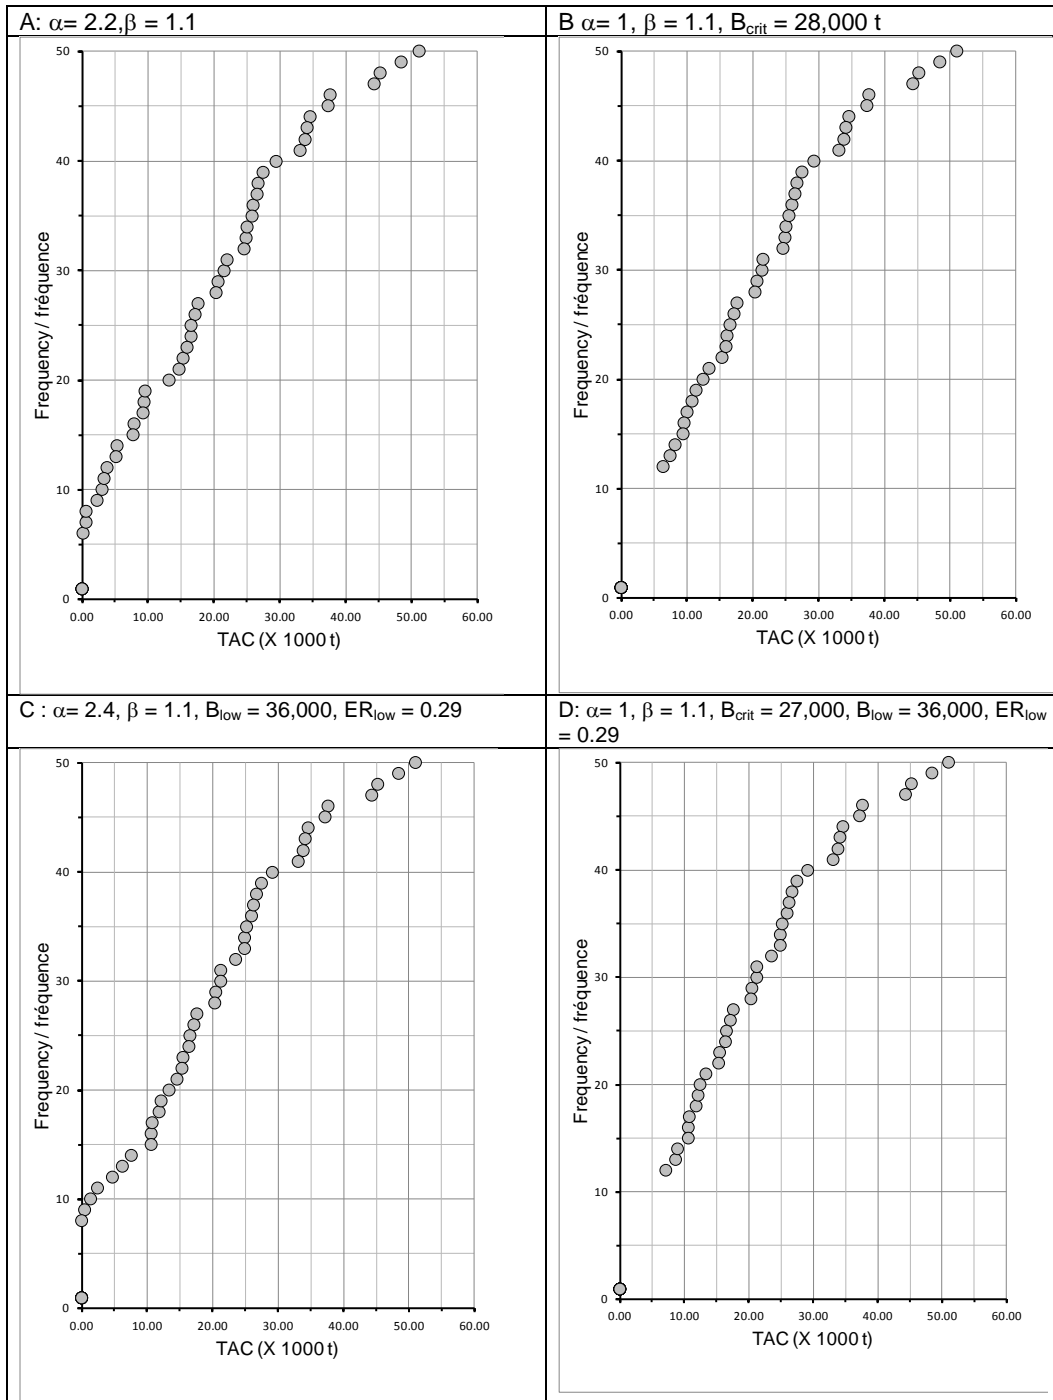 A: α= 2.2,β = 1.1
50
40
30
20
10
0
Frequency / fréquence
0.00 10.00 20.00 30.00 40.00 50.00 60.00
TAC (X 1000 t)
B α= 1, β = 1.1, Bcrit = 28,000 t
50
40
30
20
10
0
Frequency / fréquence
0.00 10.00 20.00 30.00 40.00 50.00 60.00
TAC (X 1000 t)
C : α= 2.4, β = 1.1, Blow = 36,000, ERlow = 0.29
50
40
30
20
10
0
Frequency / fréquence
0.00 10.00 20.00 30.00 40.00 50.00 60.00
TAC (X 1000 t)
D: α= 1, β = 1.1, Bcrit = 27,000, Blow = 36,000, ERlow
= 0.29
50
40
30
20
10
0
Frequency / fréquence
0.00 10.00 20.00 30.00 40.00 50.00 60.00
TAC (X 1000 t)